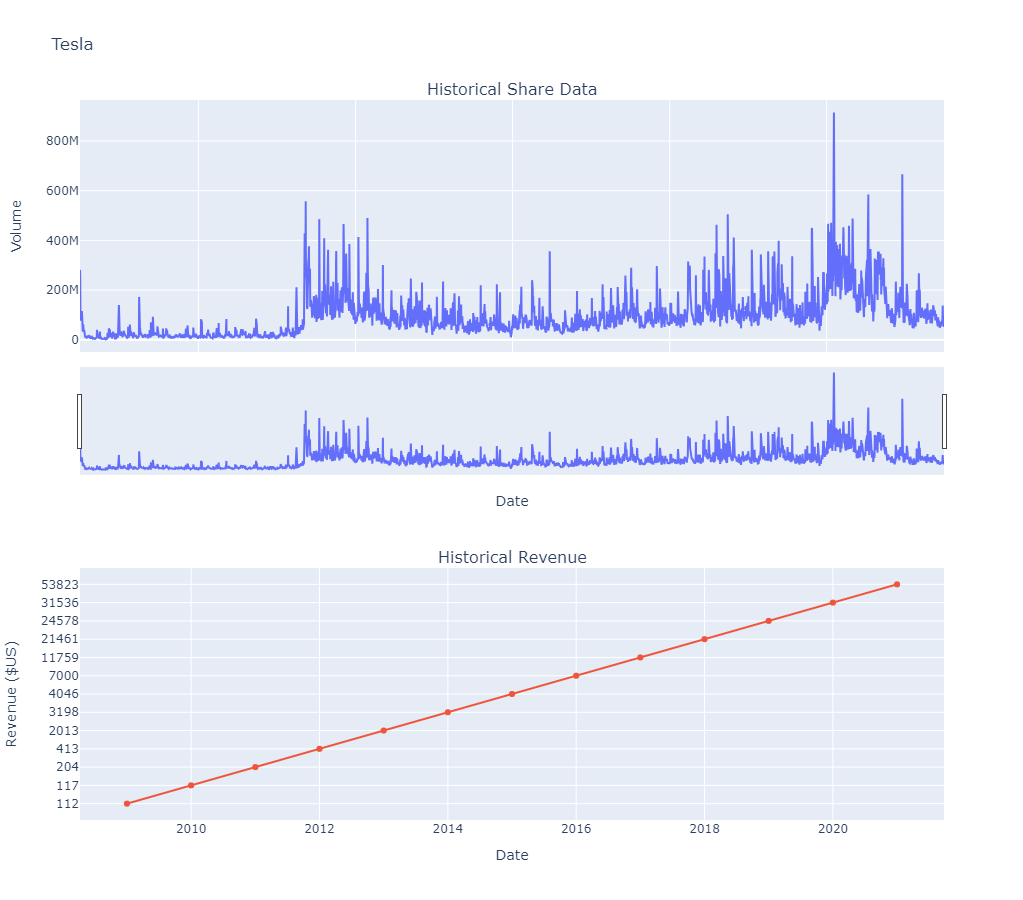 Tesla
Historical Share Data
Volume
800M
600M
400M
200M
0
Date
Historical Revenue
Revenue ($US)
53823
31536
24578
21461
11759
7000
4046
3198
2013
413
204
117
112
2010 2012 2014 2016 2018 2020
Date